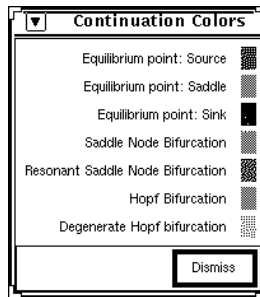 Continuation Colors
Equilibrium point: Source
Equilibrium point: Saddle
Equilibrium point: Sink
Saddle Node Bifurcation
Resonant Saddle Node Bifurcation
Hopf Bifurcation
Degenerate Hopf bifurcation
Dismiss